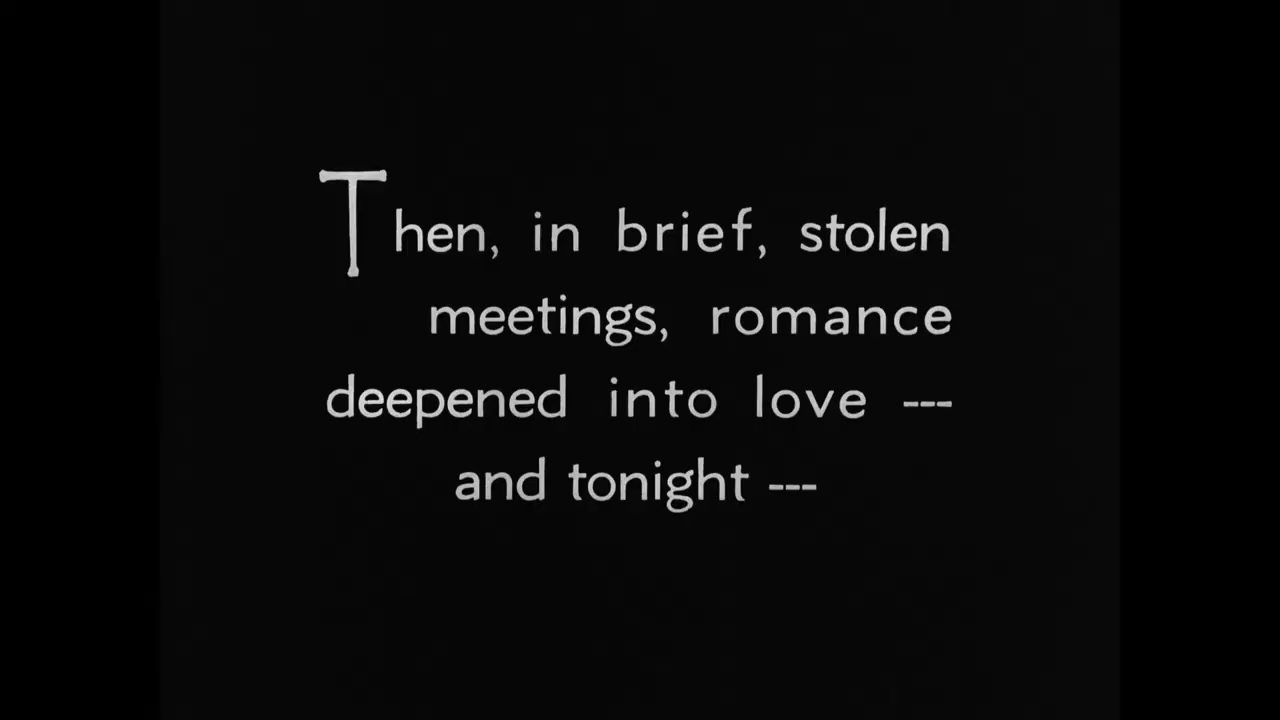 Then, in brief, stolen
meetings, romance
deepened into love ---
and tonight ---